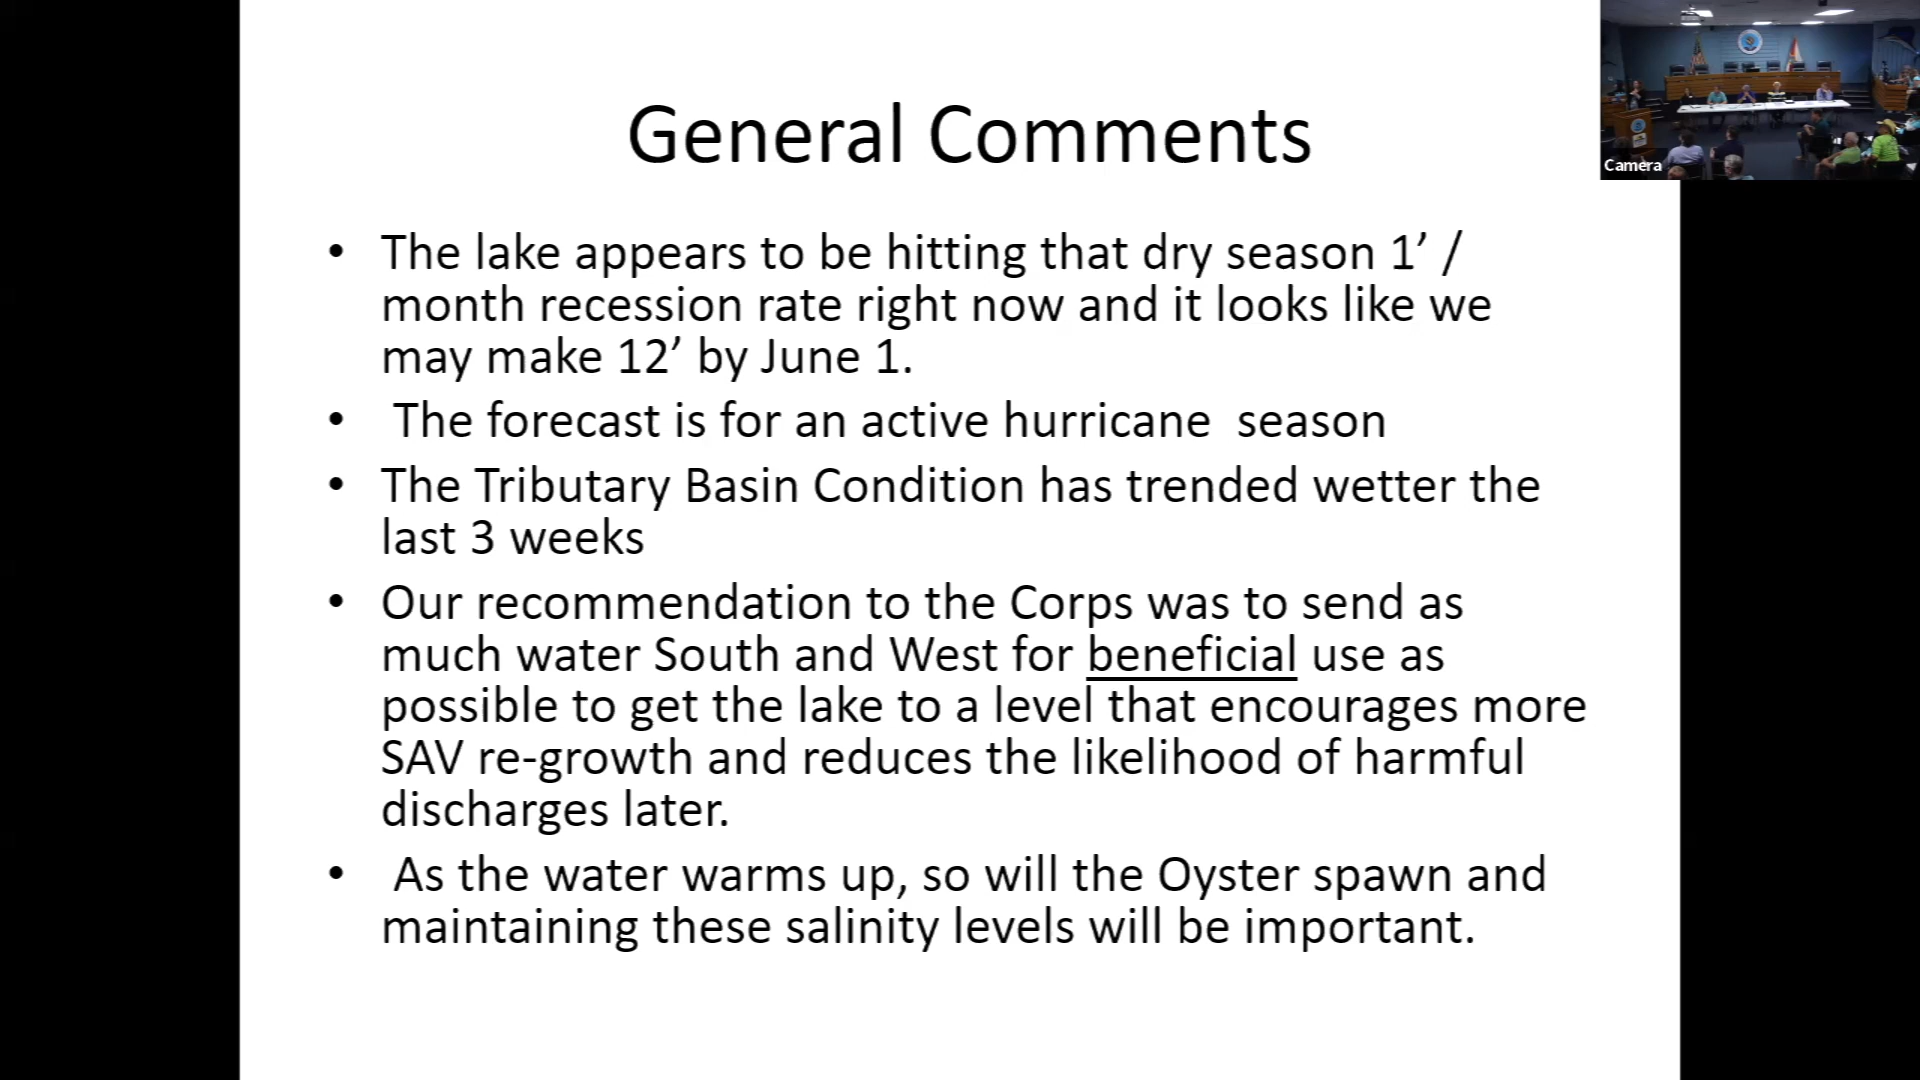 General Comments
• The lake appears to be hitting that dry season 1’ /
month recession rate right now and it looks like we
may make 12’ by June 1.
• The forecast is for an active hurricane season
• The Tributary Basin Condition has trended wetter the
last 3 weeks
• Our recommendation to the Corps was to send as
much water South and West for beneficial use as
possible to get the lake to a level that encourages more
SAV re-growth and reduces the likelihood of harmful
discharges later.
• As the water warms up, so will the Oyster spawn and
maintaining these salinity levels will be important.
Camera